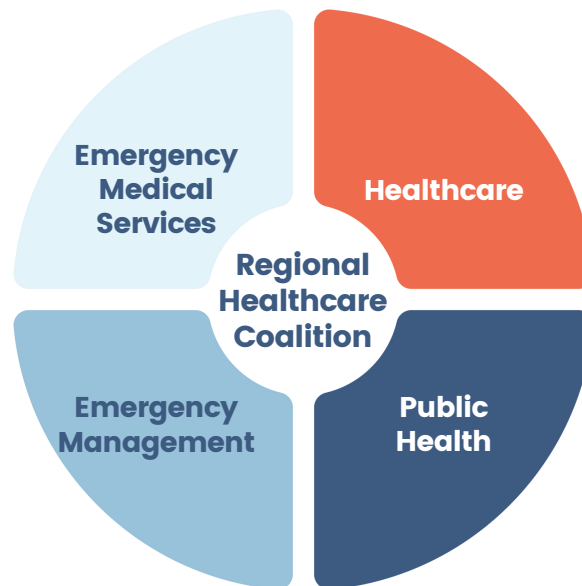 Emergency
Medical
Services
Healthcare
Regional
Healthcare
Coalition
Emergency
Management
Public
Health